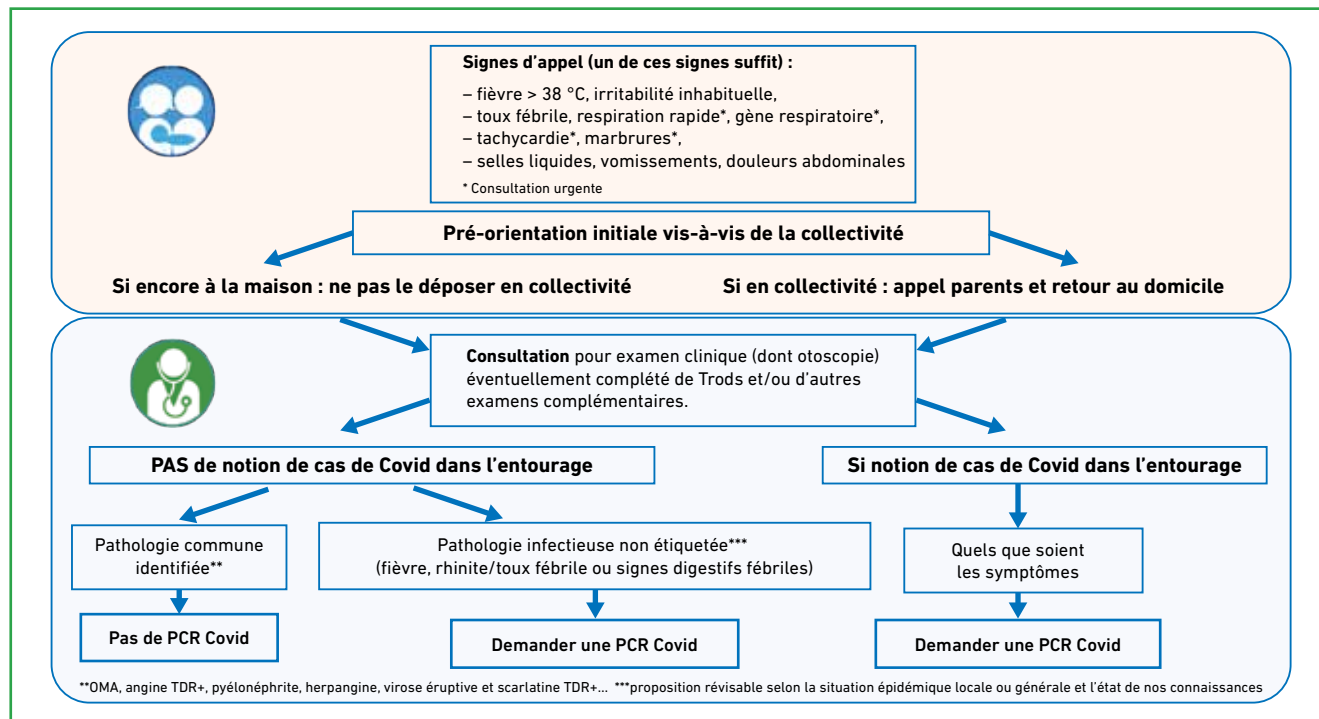 Signes d'appel (un de ces signes suffit) :
– fièvre > 38 °C, irritabilité inhabituelle,
– toux fébrile, respiration rapide*, gène respiratoire*,
– tachycardie*, marbrures*,
– selles liquides, vomissements, douleurs abdominales
* Consultation urgente
Pré-orientation initiale vis-à-vis de la collectivité
Si encore à la maison : ne pas le déposer en collectivité
Si en collectivité : appel parents et retour au domicile
Consultation pour examen clinique (dont otoscopie)
éventuellement complété de Trods et/ou d'autres
examens complémentaires.
PAS de notion de cas de Covid dans l'entourage
Si notion de cas de Covid dans l'entourage
Pathologie commune
identifiée**
Pathologie infectieuse non étiquetée***
(fièvre, rhinite/toux fébrile ou signes digestifs fébriles)
Quels que soient
les symptômes
Pas de PCR Covid
Demander une PCR Covid
Demander une PCR Covid
**OMA, angine TDR+, pyélonéphrite, herpangine, virose éruptive et scarlatine TDR+... ***proposition révisable selon la situation épidémique locale ou générale et l'état de nos connaissances